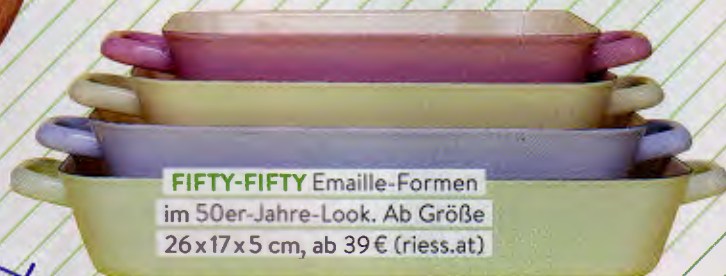 FIFTY-FIFTY Emaille-Formen
im 50er-Jahre-Look. Ab Größe
26 x 17 x 5 cm, ab 39 € (riess.at)